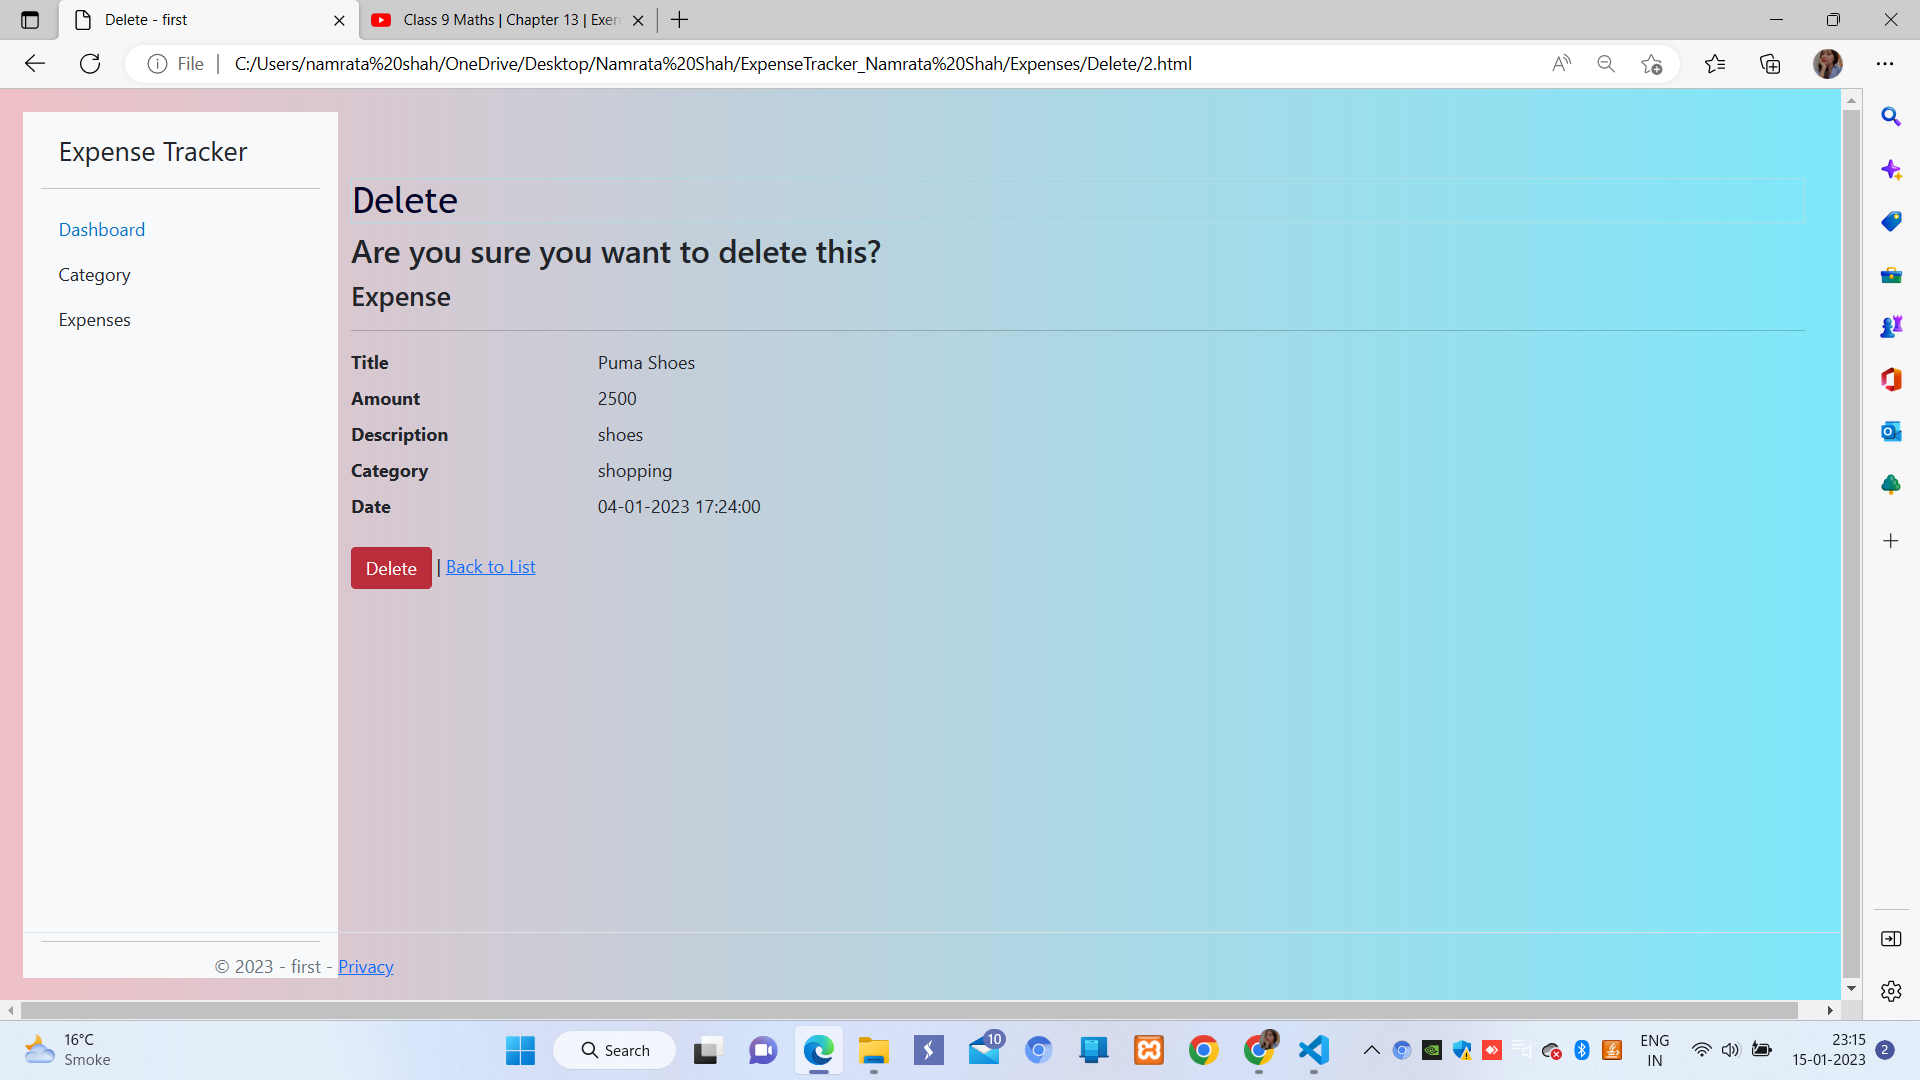 Delete - first
Class 9 Maths | Chapter 13 | Exer
File
C:/Users/namrata%20shah/OneDrive/Desktop/Namrata%20Shah/ExpenseTracker_Namrata%20Shah/Expenses/Delete/2.html
Expense Tracker
Dashboard
Category
Expenses
Delete
Are you sure you want to delete this?
Expense
Title Puma Shoes
Amount 2500
Description shoes
Category shopping
Date 04-01-2023 17:24:00
Delete | Back to List
© 2023 - first - Privacy
16°C
Smoke
Search
10
ENG
IN
23:15
15-01-2023
2